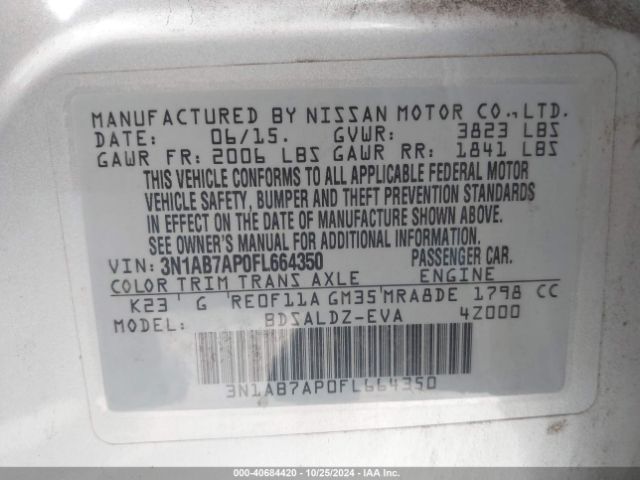 MANUFACTURED BY NISSAN MOTOR CO., LTD.
DATE: 06/15. GVWR: 3823 LBS
GAWR FR: 2006 LBS GAWR RR: 1841 LBS
THIS VEHICLE CONFORMS TO ALL APPLICABLE FEDERAL MOTOR
VEHICLE SAFETY, BUMPER AND THEFT PREVENTION STANDARDS
IN EFFECT ON THE DATE OF MANUFACTURE SHOWN ABOVE.
SEE OWNER'S MANUAL FOR ADDITIONAL INFORMATION.
VIN: 3N1AB7AP0FL664350 PASSENGER CAR.
COLOR TRIM TRANS AXLE ENGINE
K23 G RE0F11A GM35 MRA8DE 1798 CC
MODEL: BDSALDZ-EVA 4Z000
3N1AB7AP0FL664350
000-40684420 - 10/25/2024 - IAA Inc.